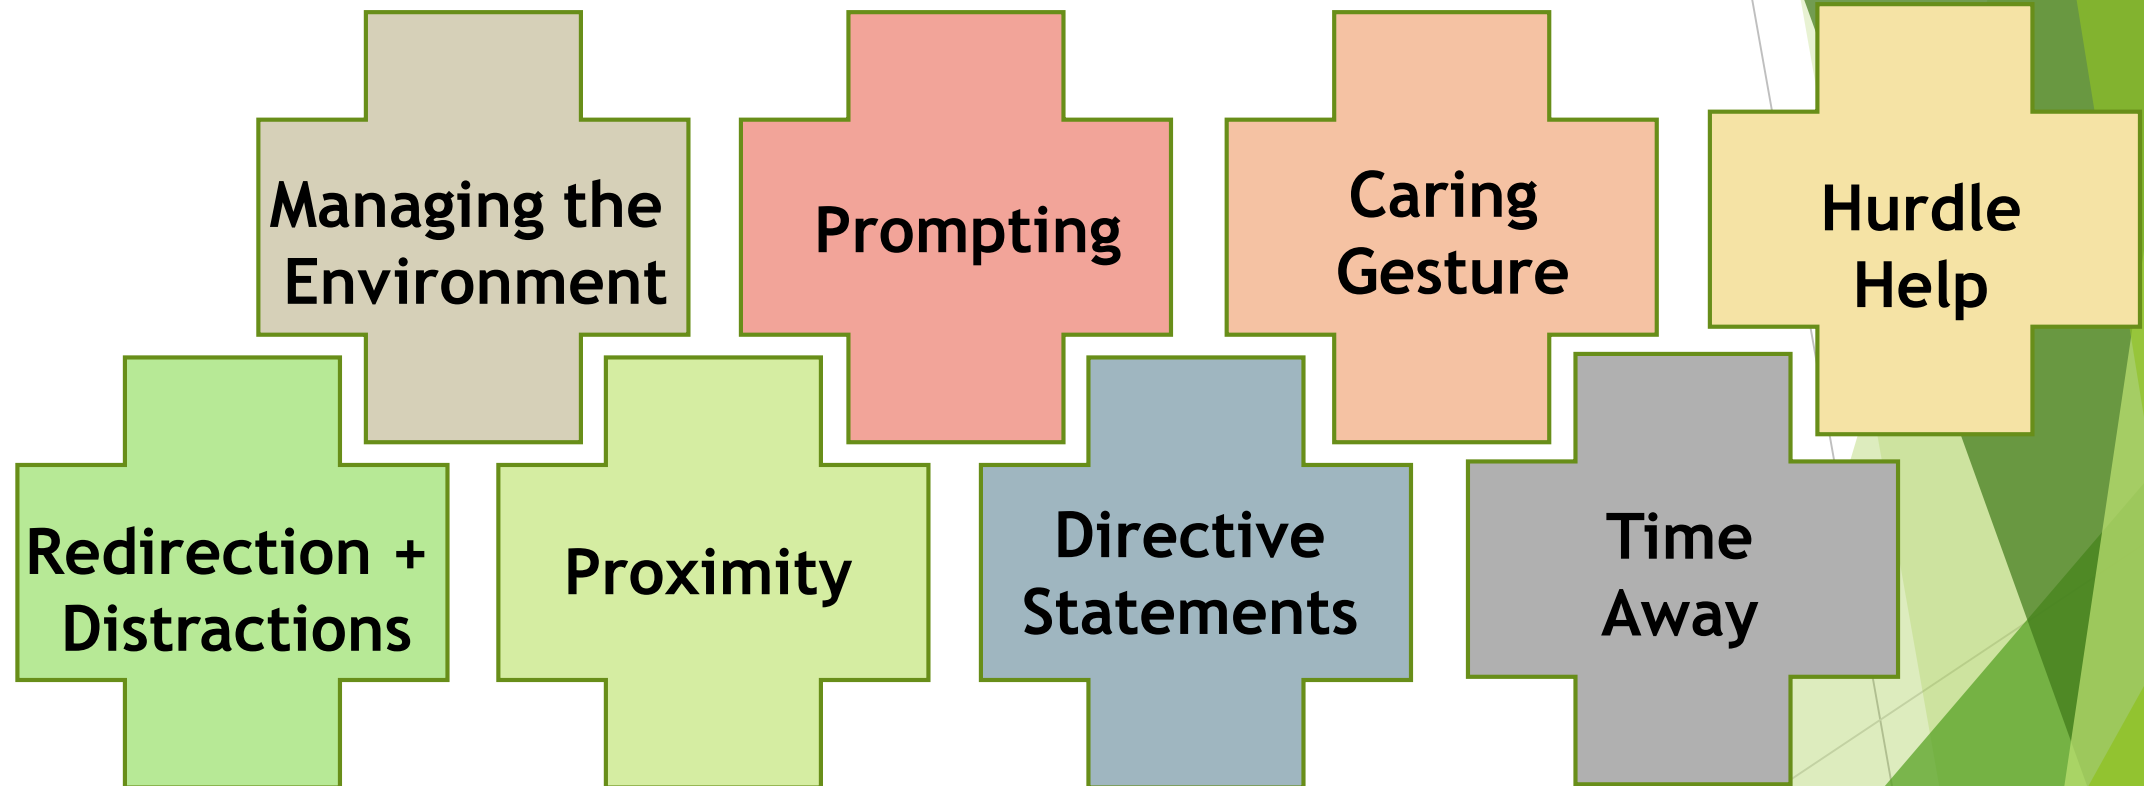 Managing the
Environment
Prompting
Caring
Gesture
Hurdle
Help
Redirection +
Distractions
Proximity
Directive
Statements
Time
Away